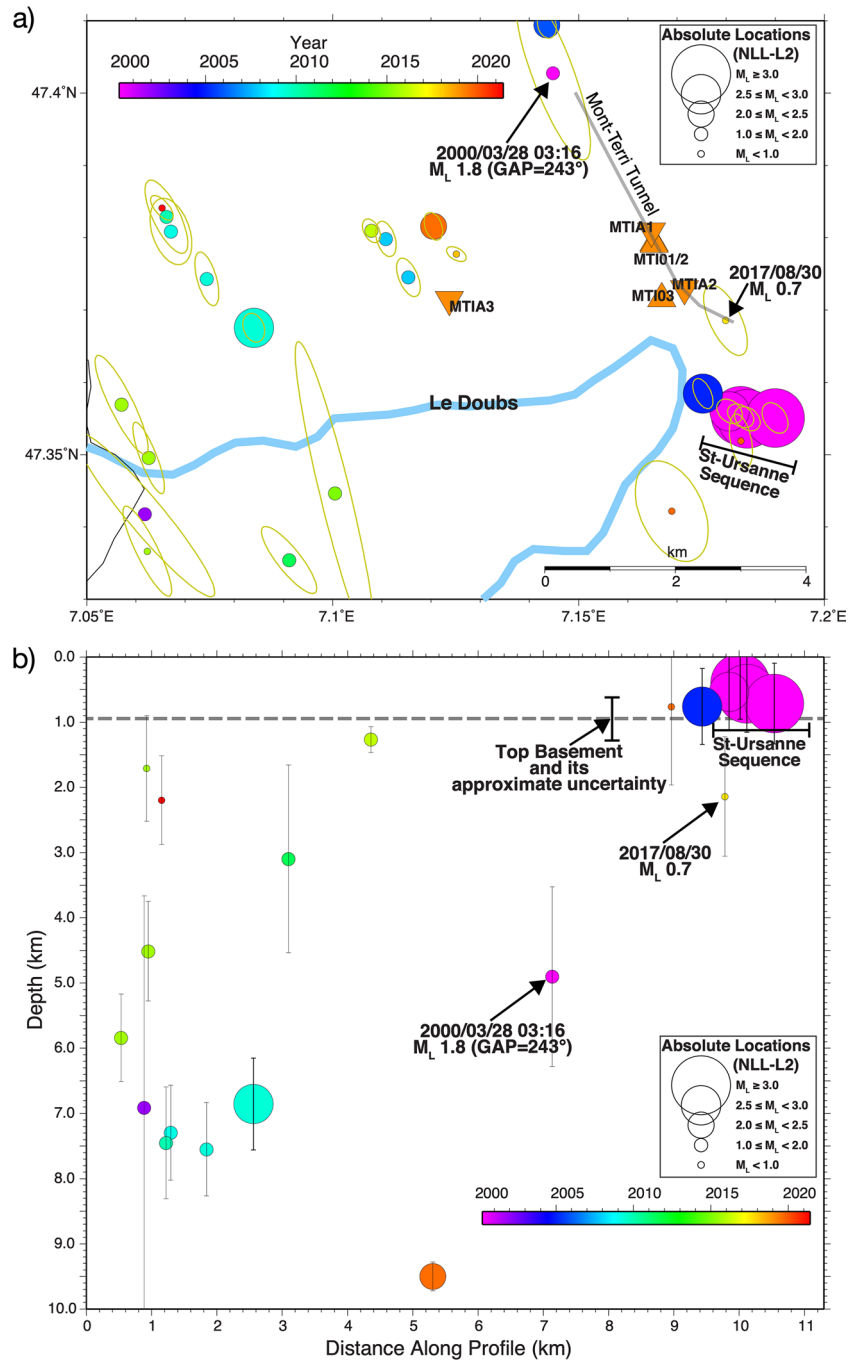 a)
Year
2000 2005 2010 2015 2020
Absolute Locations
(NLL-L2)
M_L ≥ 3.0
2.5 ≤ M_L < 3.0
2.0 ≤ M_L < 2.5
1.0 ≤ M_L < 2.0
M_L < 1.0
47.4°N
2000/03/28 03:16
M_L 1.8 (GAP=243°)
Mont-Terri Tunnel
MTIA1
MTI01/2
MTIA2
MTI03
MTIA3
2017/08/30
M_L 0.7
Le Doubs
47.35°N
St-Ursanne
Sequence
km
0 2 4
7.05°E 7.1°E 7.15°E 7.2°E
b)
0.0
1.0
2.0
3.0
4.0
5.0
6.0
7.0
8.0
9.0
10.0
Depth (km)
Top Basement
and its
approximate uncertainty
St-Ursanne
Sequence
2017/08/30
M_L 0.7
2000/03/28 03:16
M_L 1.8 (GAP=243°)
Absolute Locations
(NLL-L2)
M_L ≥ 3.0
2.5 ≤ M_L < 3.0
2.0 ≤ M_L < 2.5
1.0 ≤ M_L < 2.0
M_L < 1.0
2000 2005 2010 2015 2020
0 1 2 3 4 5 6 7 8 9 10 11
Distance Along Profile (km)